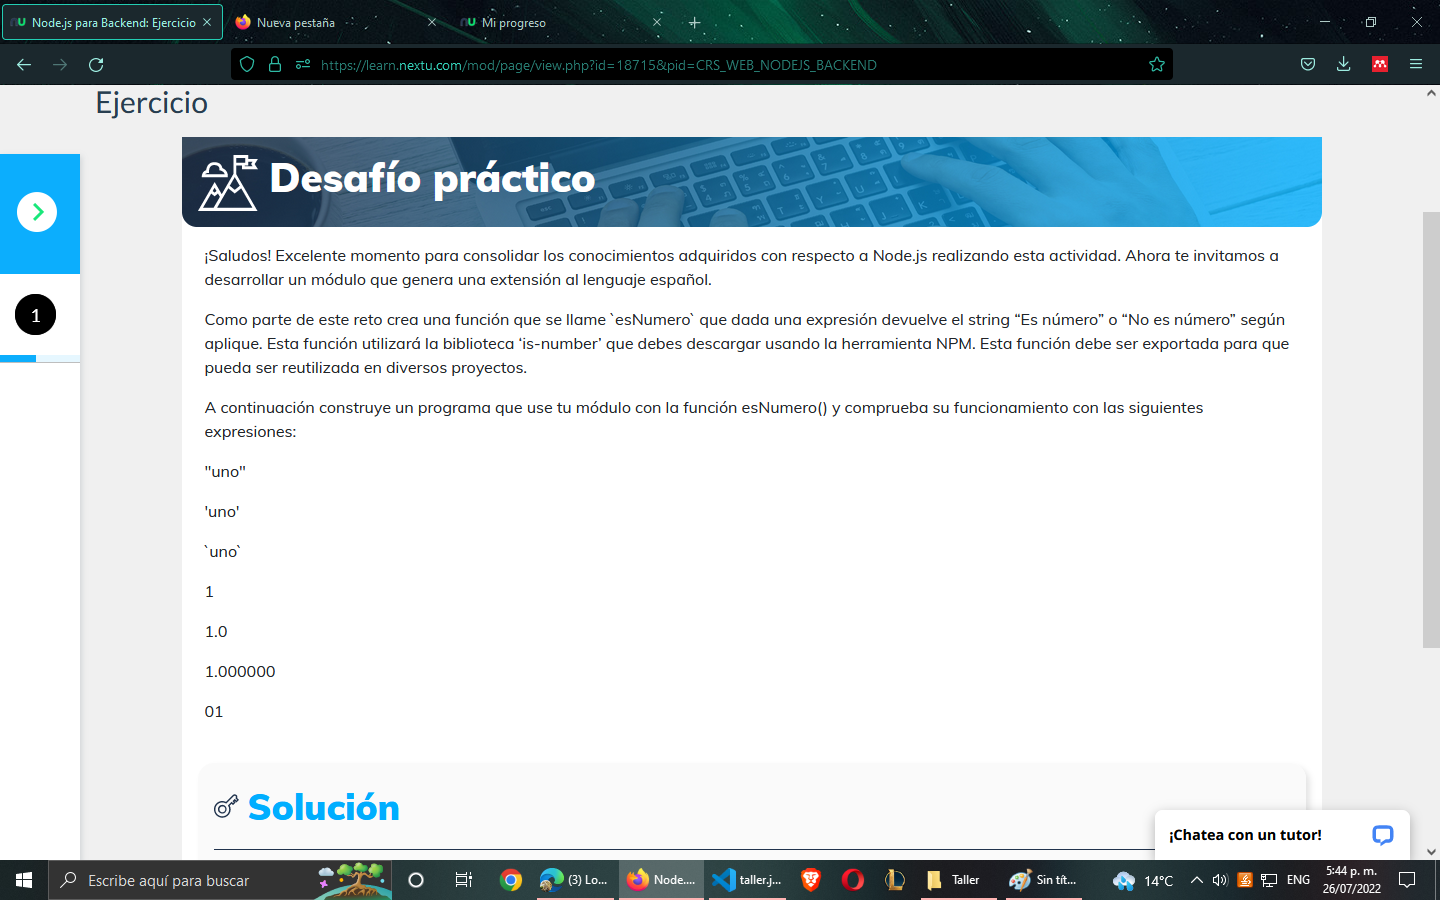 Node.js para Backend: Ejercicio
Nueva pestaña
Mi progreso
https://learn.nextu.com/mod/page/view.php?id=18715&pid=CRS_WEB_NODEJS_BACKEND
Ejercicio
Desafío práctico
1
¡Saludos! Excelente momento para consolidar los conocimientos adquiridos con respecto a Node.js realizando esta actividad. Ahora te invitamos a
desarrollar un módulo que genera una extensión al lenguaje español.
Como parte de este reto crea una función que se llame `esNumero` que dada una expresión devuelve el string “Es número” o “No es número” según
aplique. Esta función utilizará la biblioteca ‘is-number’ que debes descargar usando la herramienta NPM. Esta función debe ser exportada para que
pueda ser reutilizada en diversos proyectos.
A continuación construye un programa que use tu módulo con la función esNumero() y comprueba su funcionamiento con las siguientes
expresiones:
"uno"
'uno'
`uno`
1
1.0
1.000000
01
Solución
¡Chatea con un tutor!
Escribe aquí para buscar
(3) Lo...
Node....
taller.j...
Taller
Sin tít...
14°C
ENG
5:44 p. m.
26/07/2022